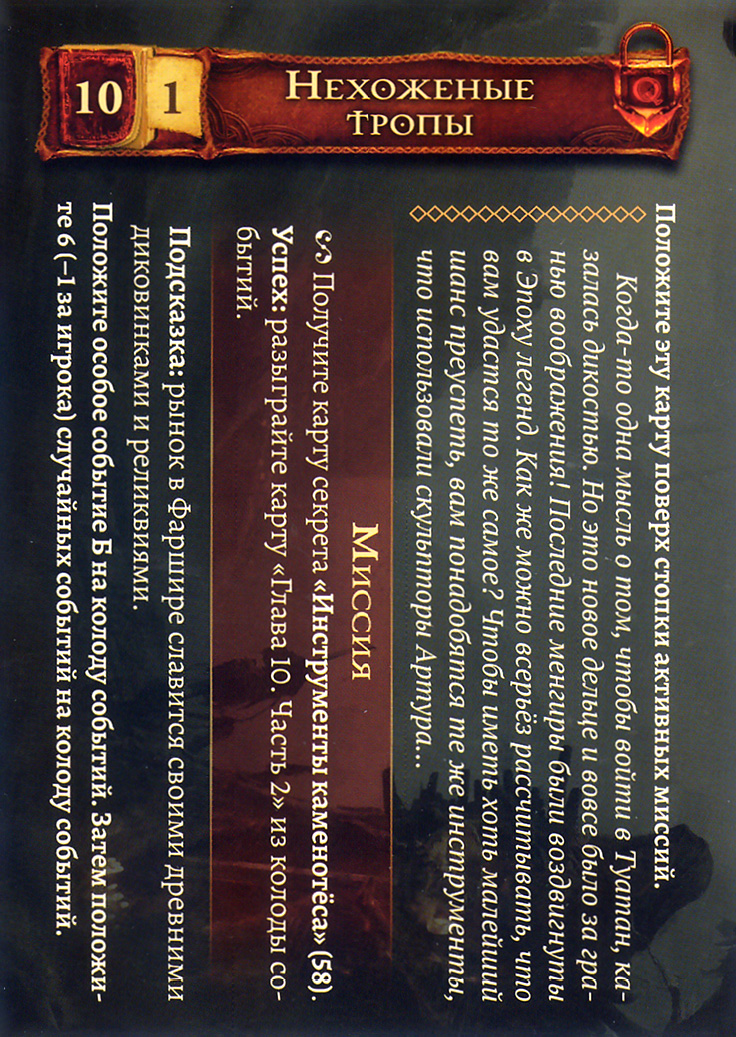 10
1
Нехоженые
тропы
Q
Положите эту карту поверх стопки активных миссий.
Когда-то одна мысль о том, чтобы войти в Туатан, ка-
залась дикостью. Но это новое дельце и вовсе было за гра-
нью воображения! Последние менгиры были воздвигнуты
в Эпоху легенд. Как же можно всерьёз рассчитывать, что
вам удастся то же самое? Чтобы иметь хоть малейший
шанс преуспеть, вам понадобятся те же инструменты,
что использовали скульпторы Артура...
Миссия
Получите карту секрета «Инструменты каменотёса» (58).
Успех: разыграйте карту «Глава 10. Часть 2» из колоды со-
бытий.
Подсказка: рынок в Фаршире славится своими древними
диковинками и реликвиями.
Положите особое событие Б на колоду событий. Затем положи-
те 6 (–1 за игрока) случайных событий на колоду событий.